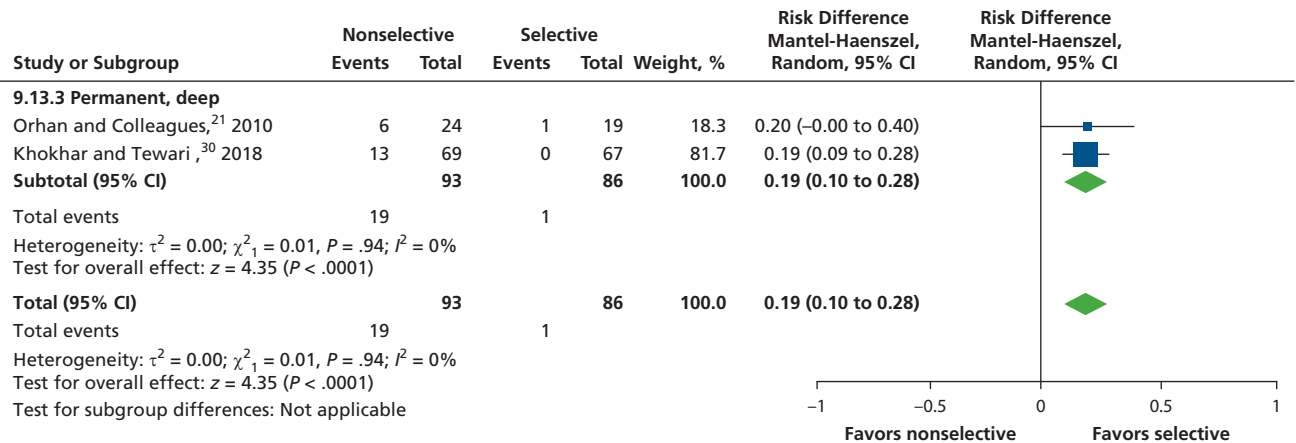 Nonselective Selective Risk Difference Mantel-Haenszel, Random, 95% CI Risk Difference Mantel-Haenszel, Random, 95% CI
Study or Subgroup Events Total Events Total Weight, %
9.13.3 Permanent, deep
Orhan and Colleagues,21 2010 6 24 1 19 18.3 0.20 (–0.00 to 0.40)
Khokhar and Tewari ,30 2018 13 69 0 67 81.7 0.19 (0.09 to 0.28)
Subtotal (95% CI) 93 86 100.0 0.19 (0.10 to 0.28)
Total events 19 1
Heterogeneity: τ2 = 0.00; χ21 = 0.01, P = .94; I2 = 0%
Test for overall effect: z = 4.35 (P < .0001)
Total (95% CI) 93 86 100.0 0.19 (0.10 to 0.28)
Total events 19 1
Heterogeneity: τ2 = 0.00; χ21 = 0.01, P = .94; I2 = 0%
Test for overall effect: z = 4.35 (P < .0001)
Test for subgroup differences: Not applicable
–1 –0.5 0 0.5 1
Favors nonselective Favors selective